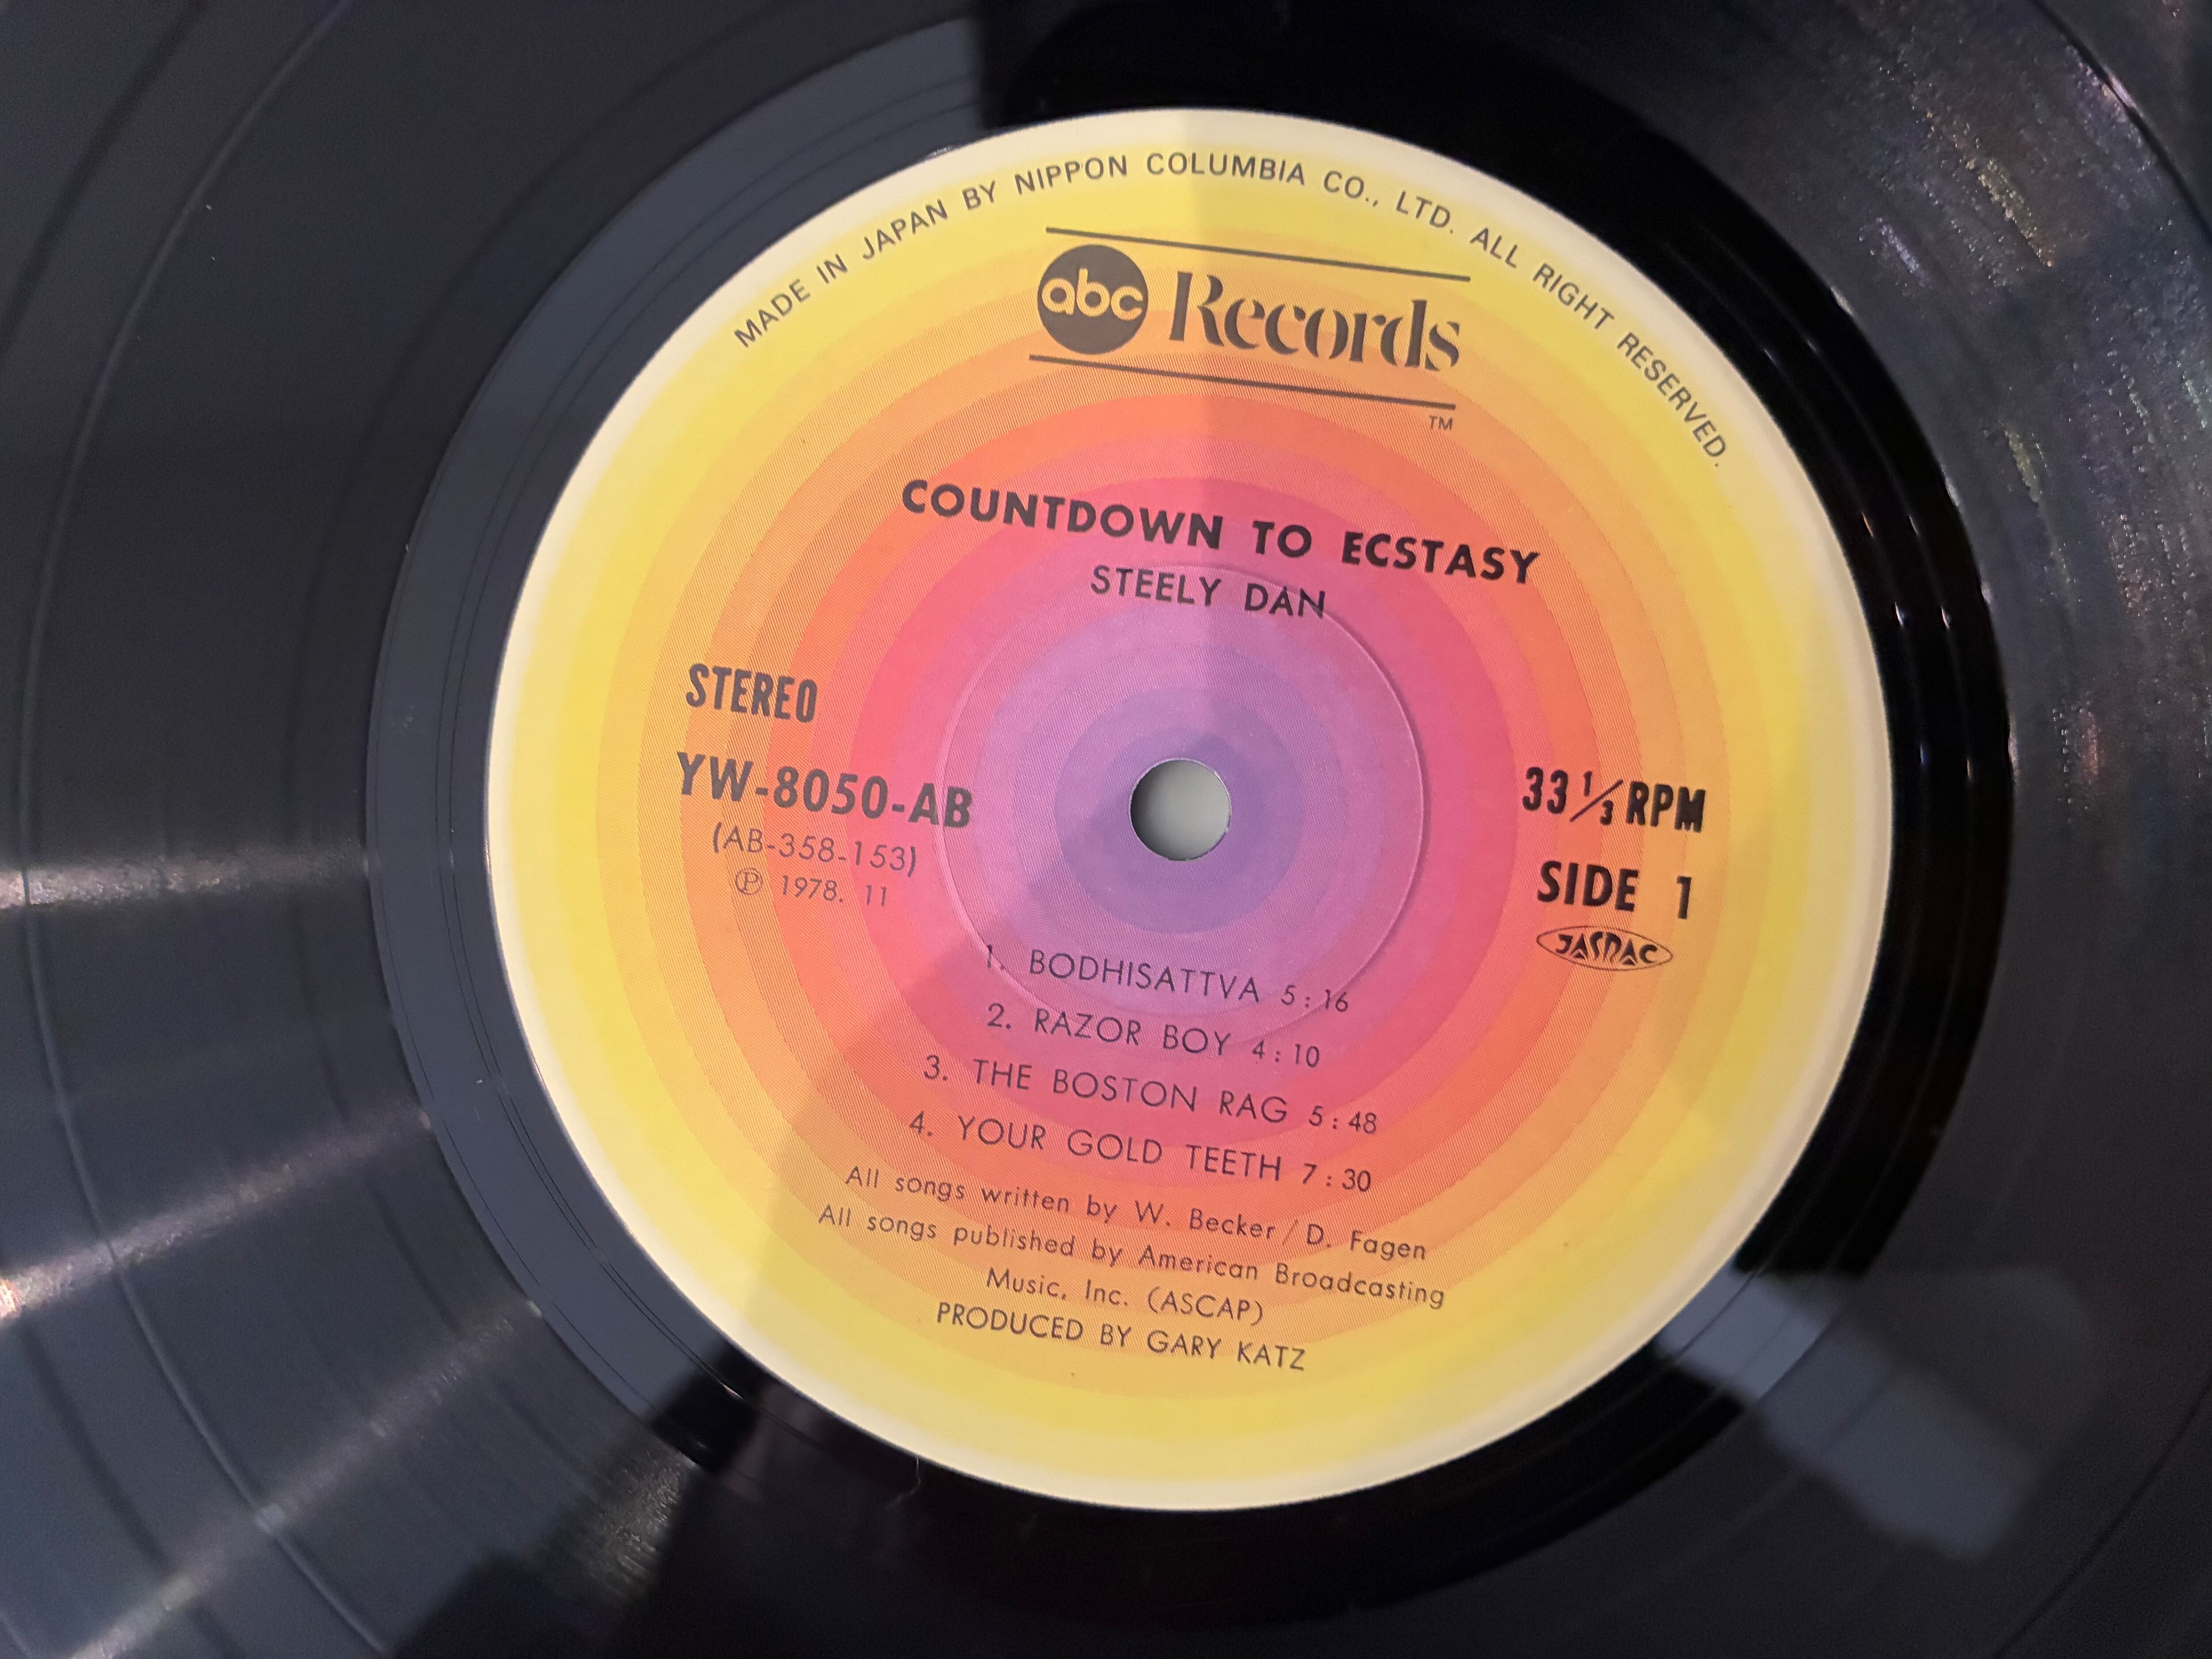 MADE IN JAPAN BY NIPPON COLUMBIA CO., LTD. ALL RIGHT RESERVED.
abc Records
TM
COUNTDOWN TO ECSTASY
STEELY DAN
STEREO
YW-8050-AB
(AB-358-153)
℗ 1978. 11
33 1/3 RPM
SIDE 1
JASRAC
1. BODHISATTVA 5:16
2. RAZOR BOY 4:10
3. THE BOSTON RAG 5:48
4. YOUR GOLD TEETH 7:30
All songs written by W. Becker / D. Fagen
All songs published by American Broadcasting
Music, Inc. (ASCAP)
PRODUCED BY GARY KATZ